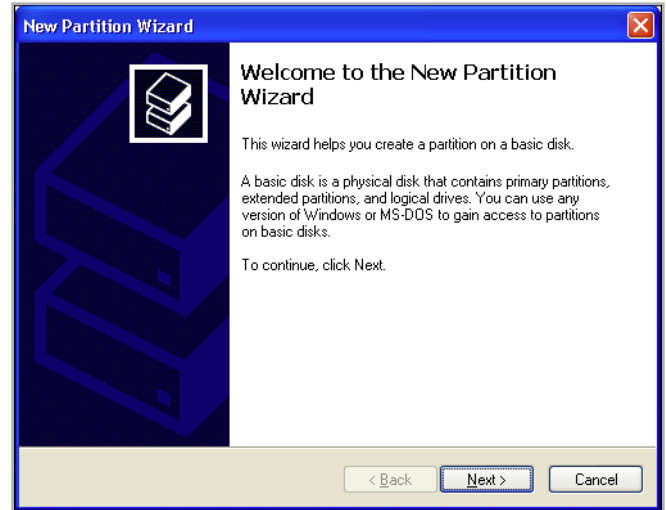 New Partition Wizard
Welcome to the New Partition
Wizard
This wizard helps you create a partition on a basic disk.
A basic disk is a physical disk that contains primary partitions,
extended partitions, and logical drives. You can use any
version of Windows or MS-DOS to gain access to partitions
on basic disks.
To continue, click Next.
< Back Next > Cancel